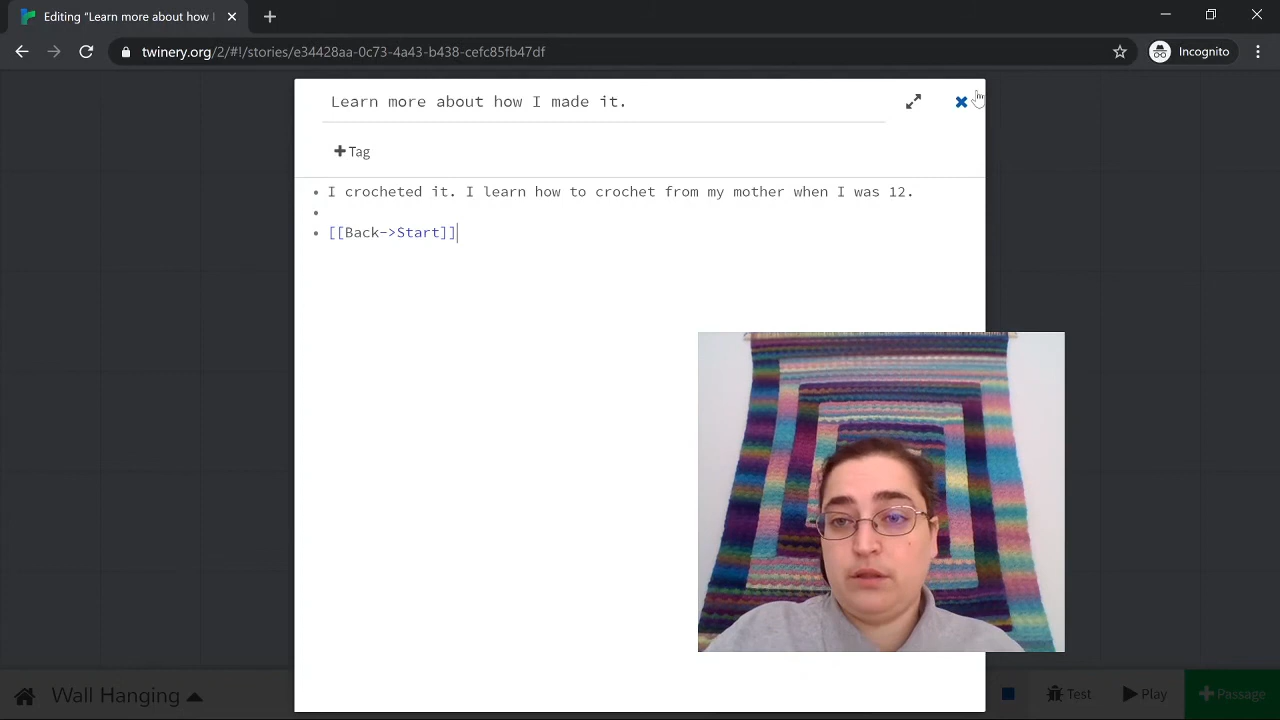 Editing “Learn more about how I
twinery.org/2/#!/stories/e34428aa-0c73-4a43-b438-cefc85fb47df
Incognito
Learn more about how I made it.
Tag
I crocheted it. I learn how to crochet from my mother when I was 12.
[[Back->Start]]
Wall Hanging
Test
Play
Passage